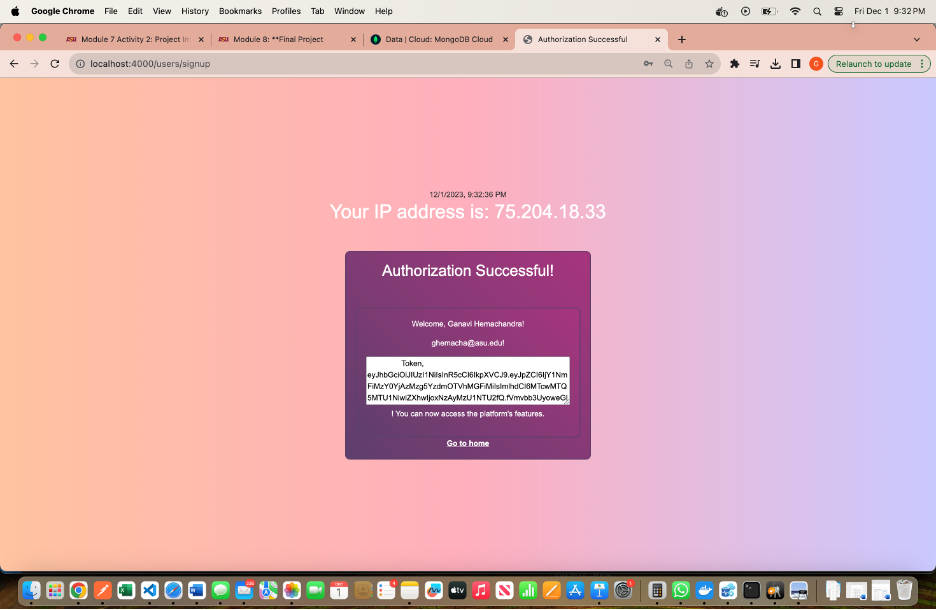 Google Chrome File Edit View History Bookmarks Profiles Tab Window Help Fri Dec 1 9:32 PM
ASU Module 7 Activity 2: Project In ASU Module 8: **Final Project Data | Cloud: MongoDB Cloud Authorization Successful
localhost:4000/users/signup G Relaunch to update
12/1/2023, 9:32:36 PM
Your IP address is: 75.204.18.33
Authorization Successful!
Welcome, Ganavi Hemachandra!
ghemacha@asu.edu!
Token,
! You can now access the platform's features.
Go to home